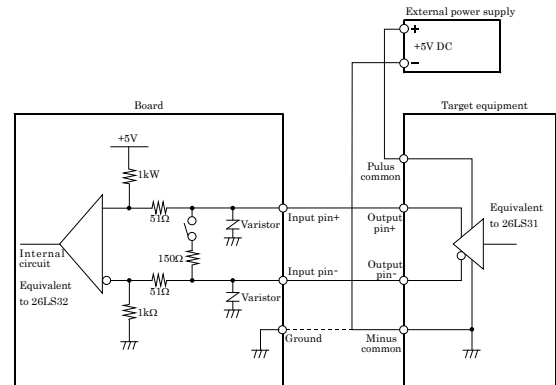 External power supply
+
+5V DC
−
Board
Target equipment
+5V
1kW
Pulus
common
51Ω
Varistor
Input pin+
Output
pin+
Equivalent
to 26LS31
150Ω
Internal
circuit
Equivalent
to 26LS32
51Ω
Varistor
Input pin-
Output
pin-
1kΩ
Ground
Minus
common